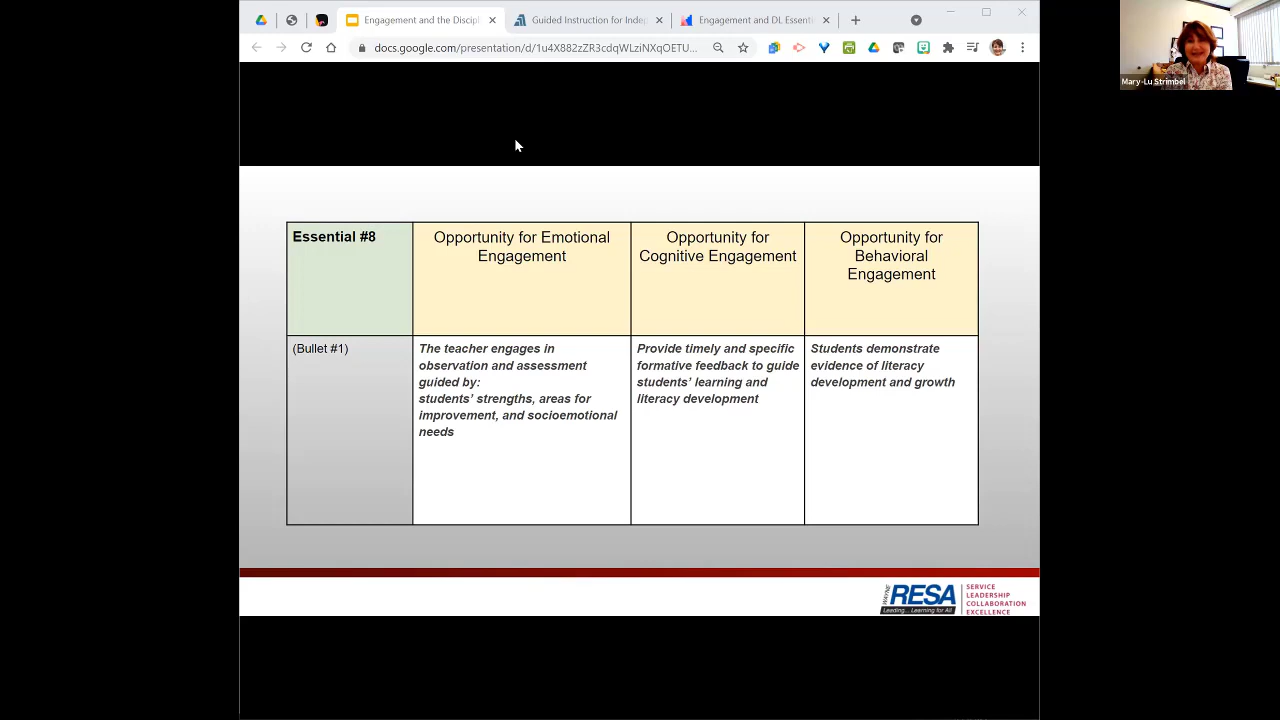 Engagement and the Discipl
Guided Instruction for Indep
Engagement and DL Essenti
docs.google.com/presentation/d/1u4X882zZR3cdqWLziNXqOETU...
Mary-Lu Strimbel
Essential #8
Opportunity for Emotional
Engagement
Opportunity for
Cognitive Engagement
Opportunity for
Behavioral
Engagement
(Bullet #1)
The teacher engages in
observation and assessment
guided by:
students' strengths, areas for
improvement, and socioemotional
needs
Provide timely and specific
formative feedback to guide
students' learning and
literacy development
Students demonstrate
evidence of literacy
development and growth
WAYNE
RESA
Leading... Learning for All
SERVICE
LEADERSHIP
COLLABORATION
EXCELLENCE